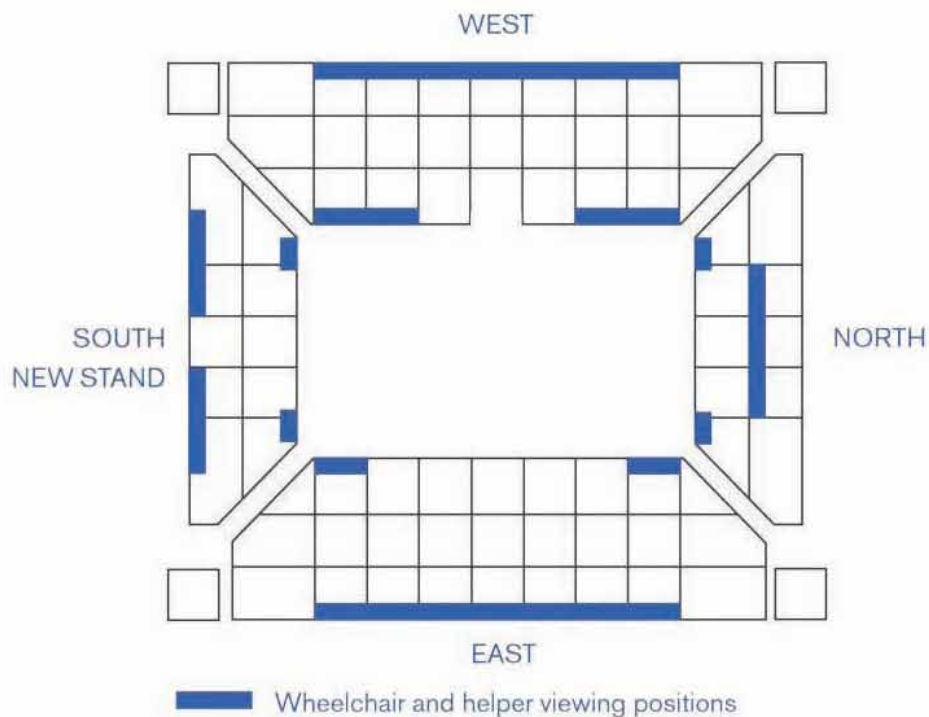 WEST
SOUTH
NEW STAND
NORTH
EAST
Wheelchair and helper viewing positions